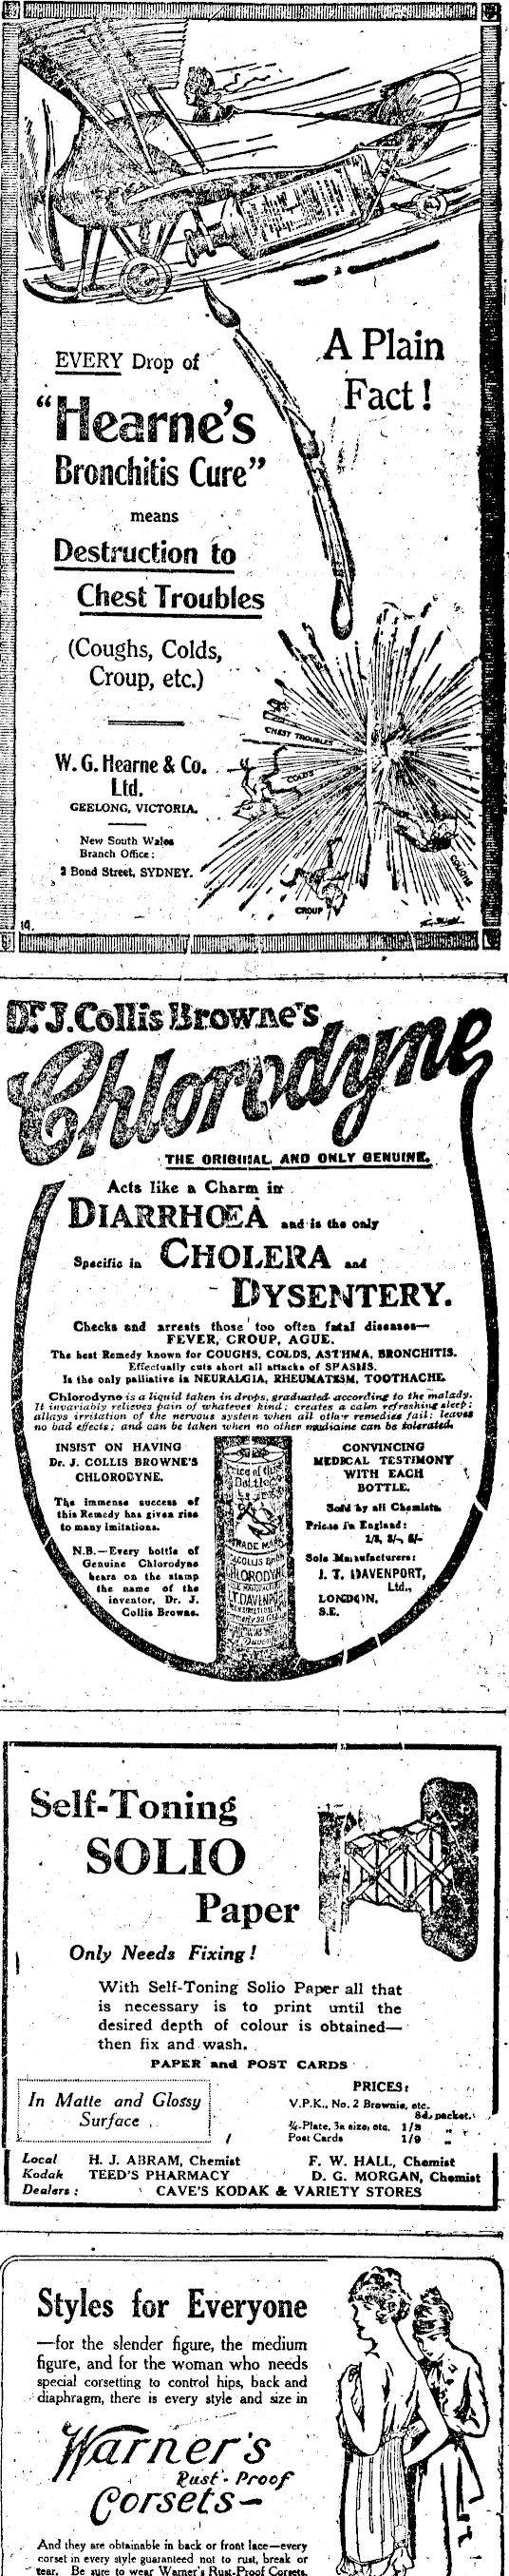 EVERY Drop of
A Plain
Fact!
"Hearne's
Bronchitis Cure"
means
Destruction to
Chest Troubles
(Coughs, Colds,
Croup, etc.)
W. G. Hearne & Co.
Ltd.
GEELONG, VICTORIA.
New South Wales
Branch Office:
2 Bond Street, SYDNEY.
CHEST TROUBLES
COLDS
COUGHS
CROUP
14.
Dr. J. Collis Browne's
Chlorodyne
THE ORIGINAL AND ONLY GENUINE.
Acts like a Charm in
DIARRHŒA and is the only
Specific in CHOLERA and
DYSENTERY.
Checks and arrests those too often fatal diseases—
FEVER, CROUP, AGUE.
The best Remedy known for COUGHS, COLDS, ASTHMA, BRONCHITIS.
Effectually cuts short all attacks of SPASMS.
Is the only palliative in NEURALGIA, RHEUMATISM, TOOTHACHE.
Chlorodyne is a liquid taken in drops, graduated according to the malady.
It invariably relieves pain of whatever kind; creates a calm refreshing sleep;
allays irritation of the nervous system when all other remedies fail; leaves
no bad effects; and can be taken when no other medicine can be tolerated.
INSIST ON HAVING
Dr. J. COLLIS BROWNE'S
CHLORODYNE.
The immense success of
this Remedy has given rise
to many imitations.
N.B.—Every bottle of
Genuine Chlorodyne
bears on the stamp
the name of the
inventor, Dr. J.
Collis Browne.
TRADE MARK
CHLORODYNE
J.T. DAVENPORT
CONVINCING
MEDICAL TESTIMONY
WITH EACH
BOTTLE.
Sold by all Chemists.
Prices in England:
1/3, 3/-, 5/-
Sole Manufacturers:
J. T. DAVENPORT,
Ltd.,
LONDON,
S.E.
Self-Toning
SOLIO
Paper
Only Needs Fixing!
With Self-Toning Solio Paper all that
is necessary is to print until the
desired depth of colour is obtained—
then fix and wash.
PAPER and POST CARDS
In Matte and Glossy
Surface
PRICES:
V.P.K., No. 2 Brownie, etc.
8d. packet.
¼-Plate, 3a size, etc. 1/3 " "
Post Cards 1/9 "
Local H. J. ABRAM, Chemist F. W. HALL, Chemist
Kodak TEED'S PHARMACY D. G. MORGAN, Chemist
Dealers: CAVE'S KODAK & VARIETY STORES
Styles for Everyone
—for the slender figure, the medium
figure, and for the woman who needs
special corsetting to control hips, back and
diaphragm, there is every style and size in
Warner's
Rust-Proof
Corsets—
And they are obtainable in back or front lace—every
corset in every style guaranteed not to rust, break or
tear. Be sure to wear Warner's Rust-Proof Corsets.